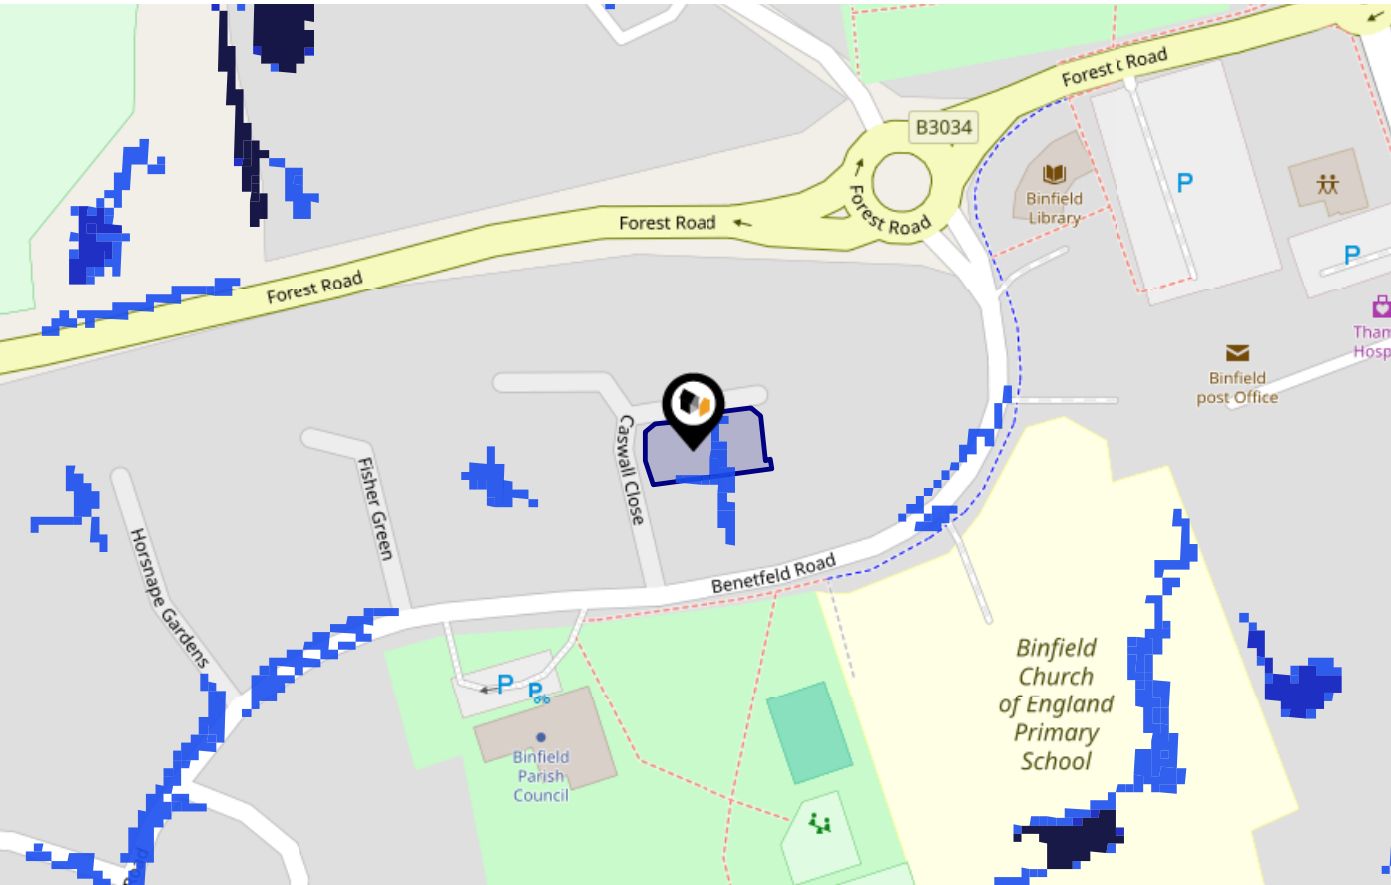 Forest Road
B3034
Forest Road
Forest Road
Forest Road
P
P
Binfield
Library
Binfield
post Office
Caswall Close
Fisher Green
Horsnape Gardens
Benetfeld Road
P
P
Binfield
Parish
Council
Binfield
Church
of England
Primary
School